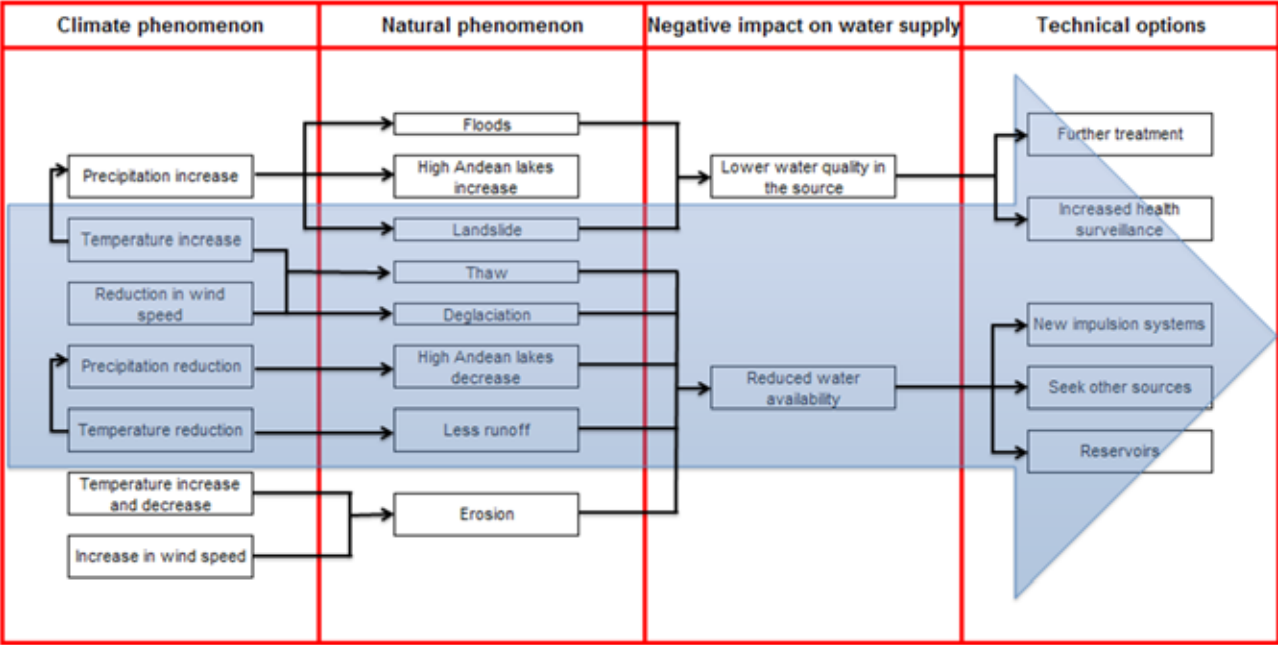 Climate phenomenon
Natural phenomenon
Negative impact on water supply
Technical options
Precipitation increase
Temperature increase
Reduction in wind
speed
Precipitation reduction
Temperature reduction
Temperature increase
and decrease
Increase in wind speed
Floods
High Andean lakes
increase
Landslide
Thaw
Deglaciation
High Andean lakes
decrease
Less runoff
Erosion
Lower water quality in
the source
Reduced water
availability
Further treatment
Increased health
surveillance
New impulsion systems
Seek other sources
Reservoirs